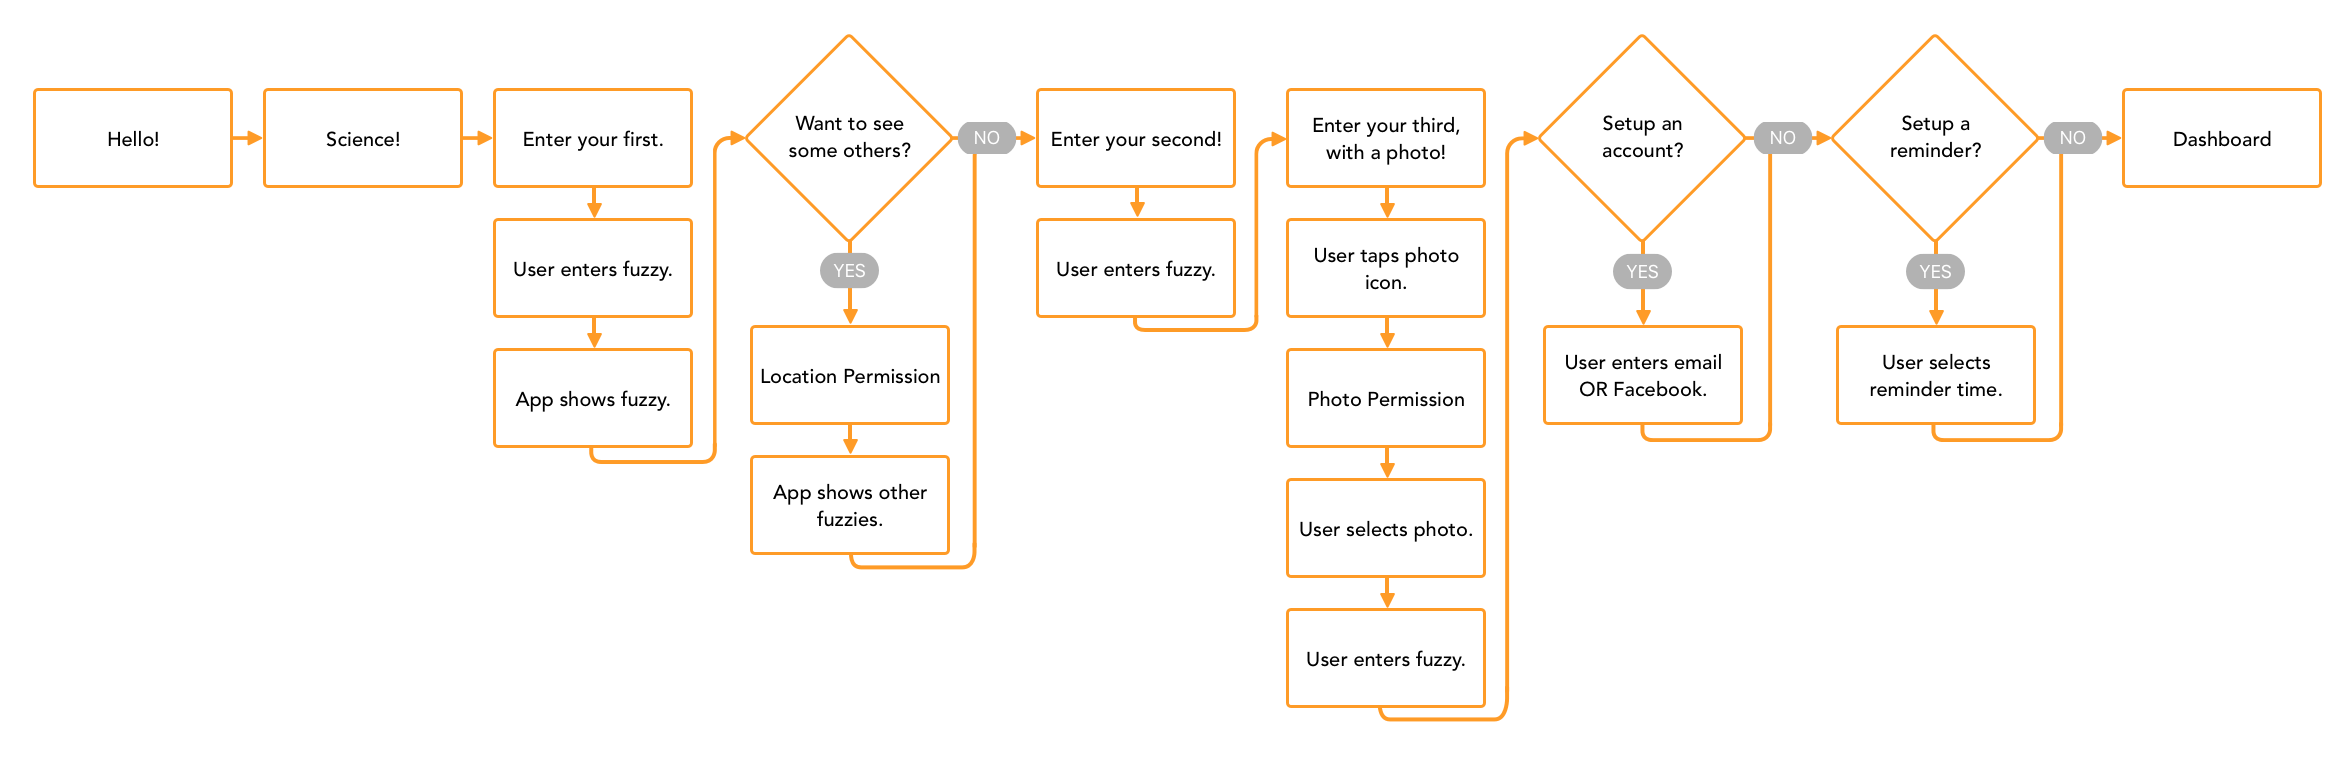 Hello!
Science!
Enter your first.
User enters fuzzy.
App shows fuzzy.
Want to see
some others?
NO
YES
Location Permission
App shows other
fuzzies.
Enter your second!
User enters fuzzy.
Enter your third,
with a photo!
User taps photo
icon.
Photo Permission
User selects photo.
User enters fuzzy.
Setup an
account?
NO
YES
User enters email
OR Facebook.
Setup a
reminder?
NO
YES
User selects
reminder time.
Dashboard